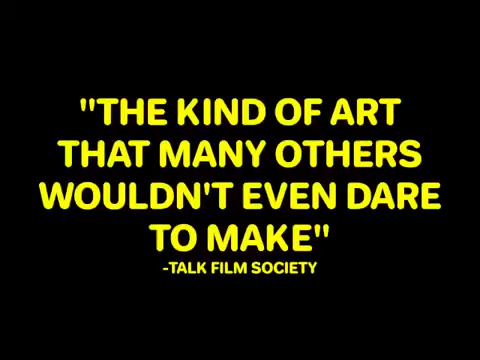 "THE KIND OF ART
THAT MANY OTHERS
WOULDN'T EVEN DARE
TO MAKE"
-TALK FILM SOCIETY